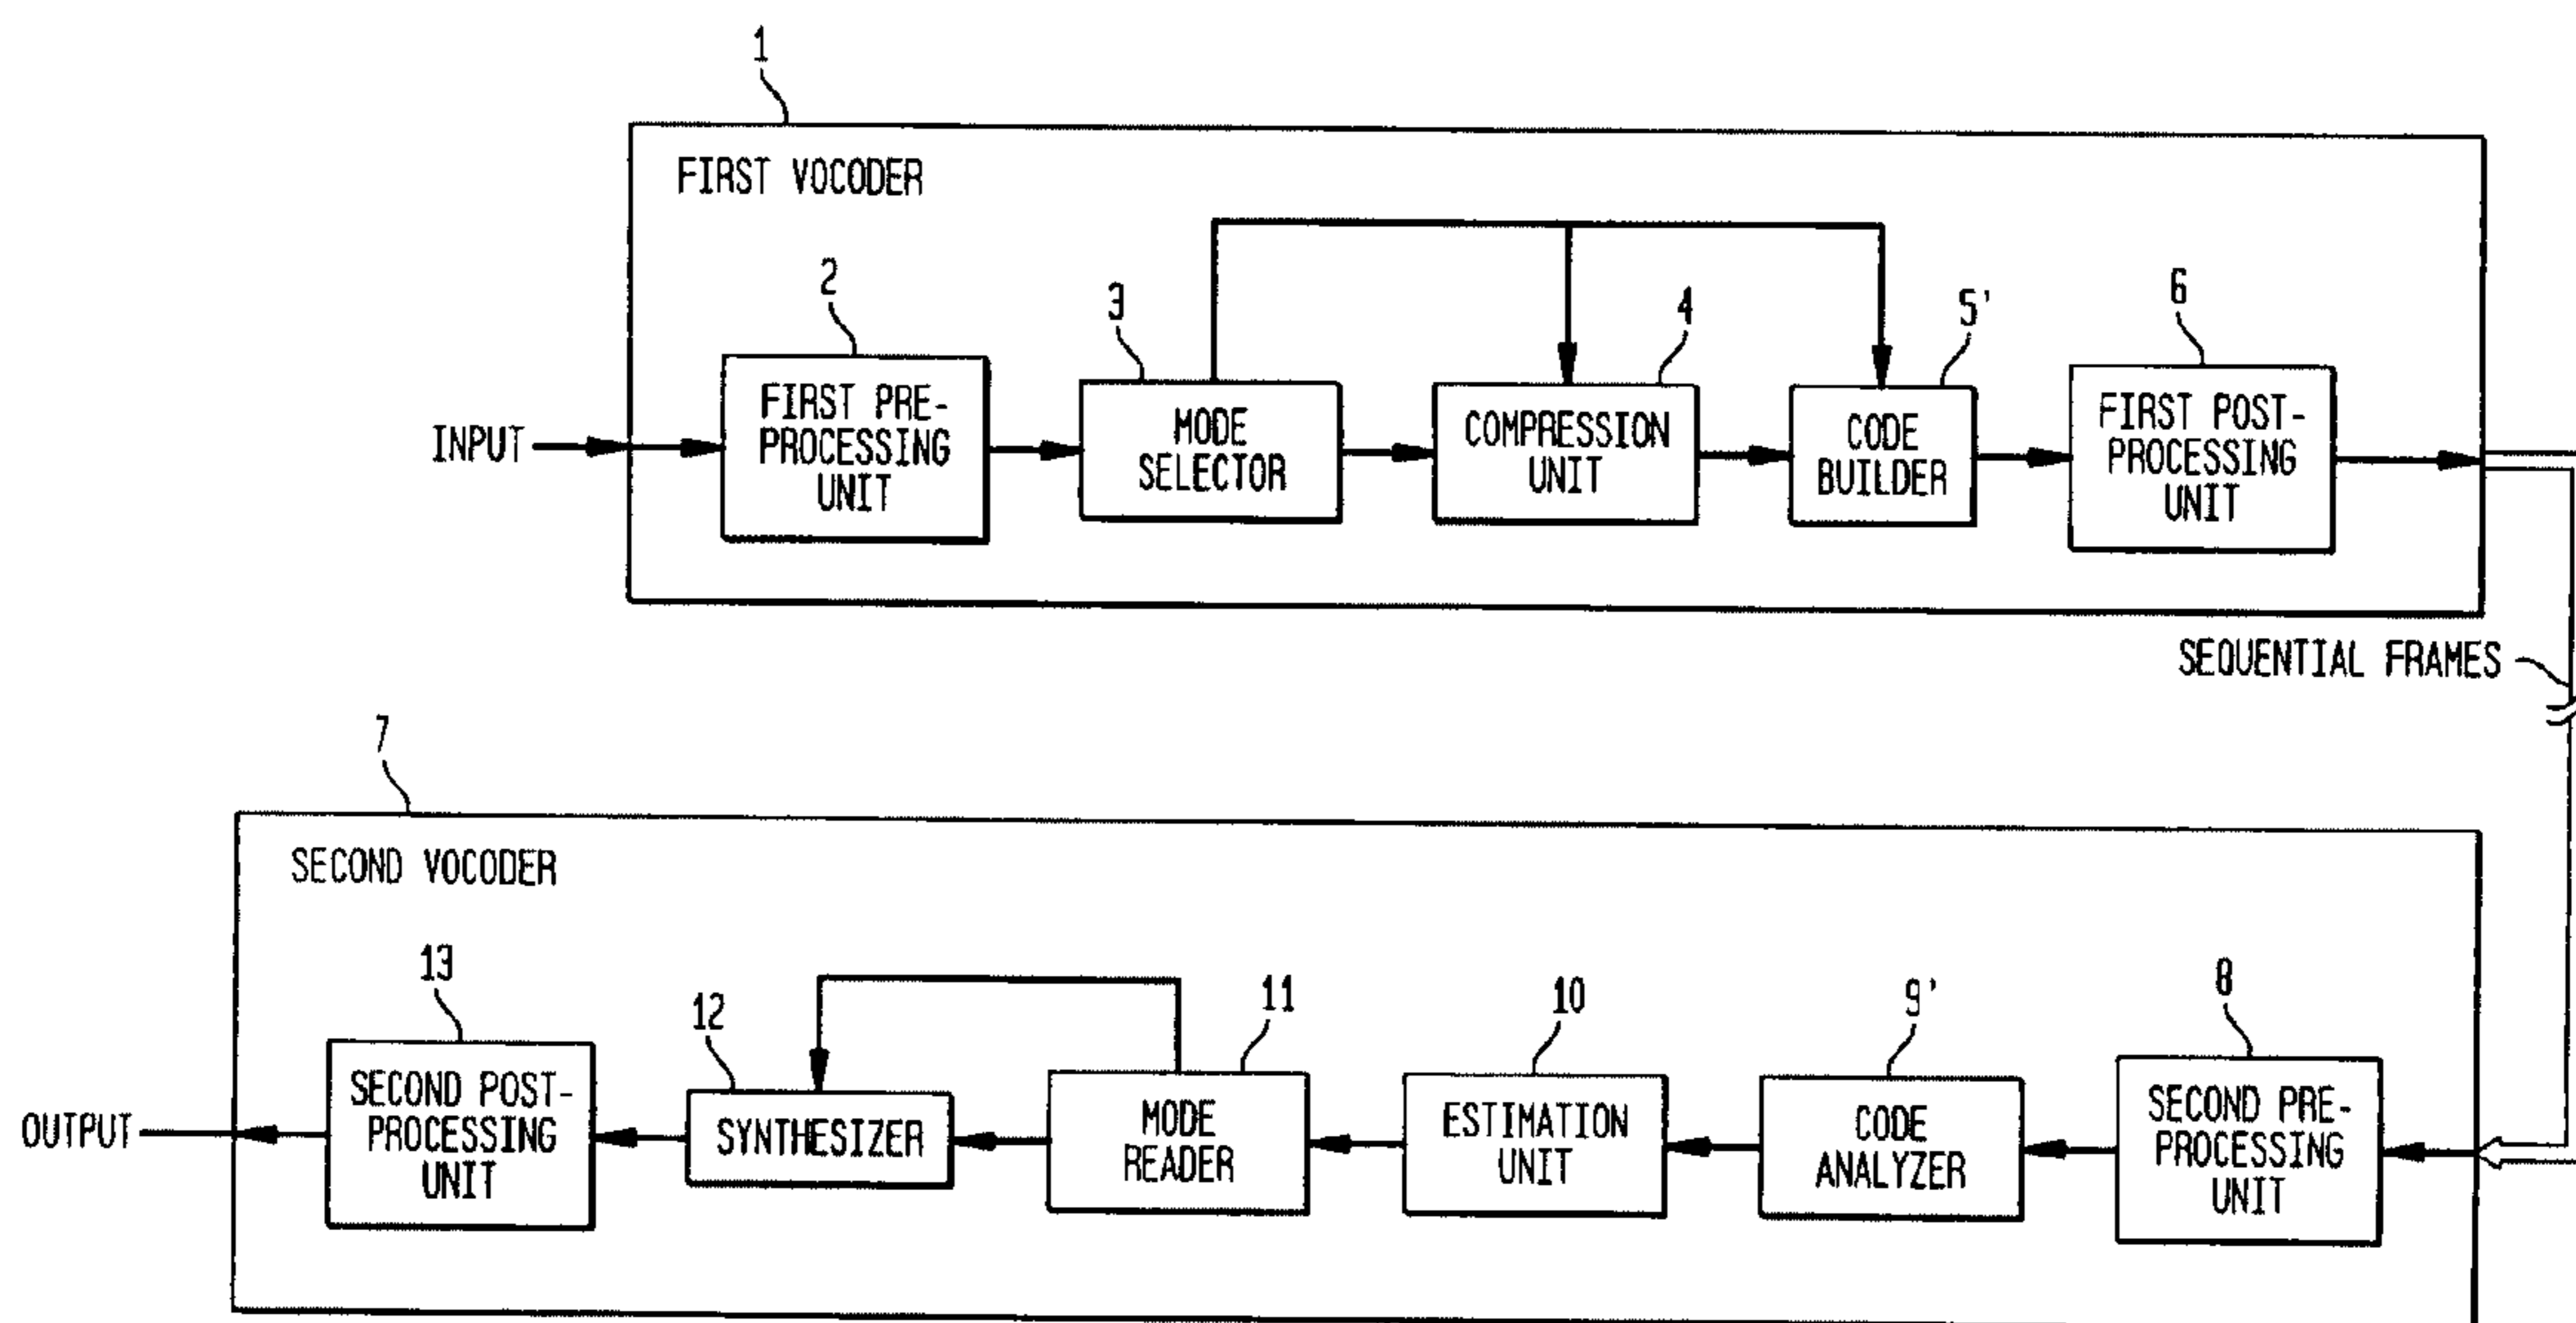 1
FIRST VOCODER
2
3
4
5'
6
INPUT
FIRST PRE-
PROCESSING
UNIT
MODE
SELECTOR
COMPRESSION
UNIT
CODE
BUILDER
FIRST POST-
PROCESSING
UNIT
SEQUENTIAL FRAMES
7
SECOND VOCODER
13
12
11
10
9'
8
OUTPUT
SECOND POST-
PROCESSING
UNIT
SYNTHESIZER
MODE
READER
ESTIMATION
UNIT
CODE
ANALYZER
SECOND PRE-
PROCESSING
UNIT